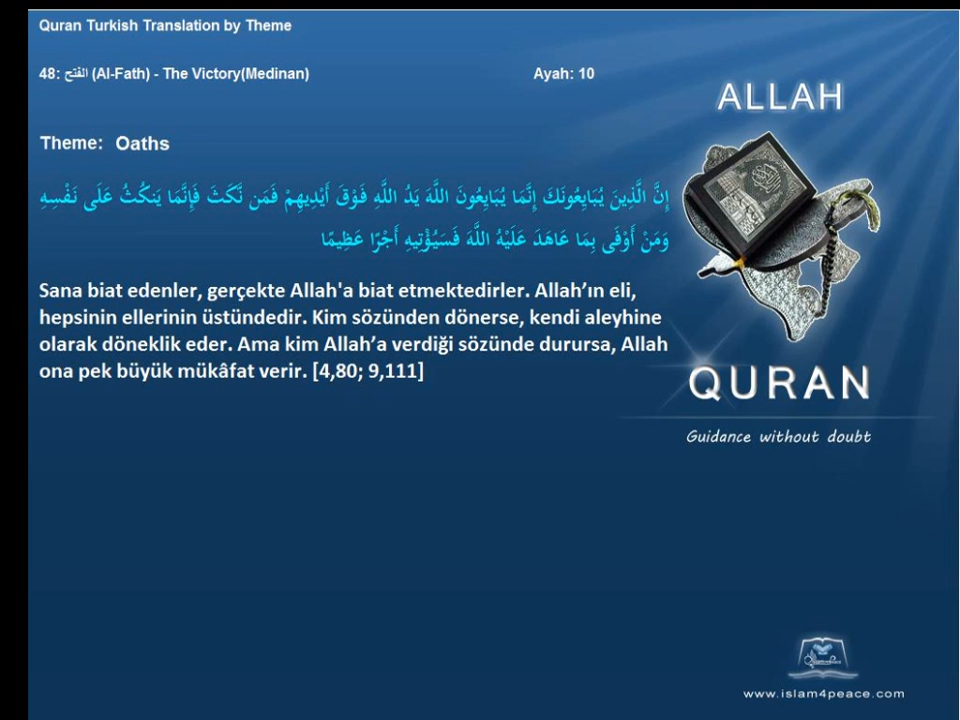 Quran Turkish Translation by Theme
48: الفتح (Al-Fath) - The Victory(Medinan)
Ayah: 10
Theme: Oaths
إِنَّ الَّذِينَ يُبَايِعُونَكَ إِنَّمَا يُبَايِعُونَ اللَّهَ يَدُ اللَّهِ فَوْقَ أَيْدِيهِمْ فَمَن نَّكَثَ فَإِنَّمَا يَنكُثُ عَلَى نَفْسِهِ
وَمَنْ أَوْفَى بِمَا عَاهَدَ عَلَيْهُ اللَّهَ فَسَيُؤْتِيهِ أَجْرًا عَظِيمًا
Sana biat edenler, gerçekte Allah'a biat etmektedirler. Allah’ın eli,
hepsinin ellerinin üstündedir. Kim sözünden dönerse, kendi aleyhine
olarak döneklik eder. Ama kim Allah’a verdiği sözünde durursa, Allah
ona pek büyük mükâfat verir. [4,80; 9,111]
ALLAH
QURAN
Guidance without doubt
www.islam4peace.com